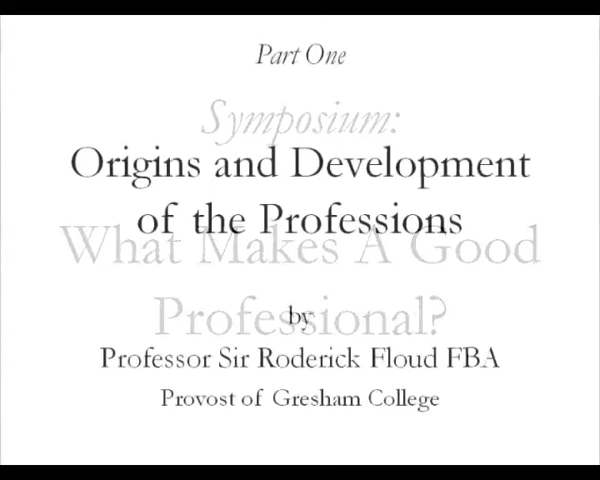 Part One
Symposium:
Origins and Development
of the Professions
What Makes A Good
Professional?
by
Professor Sir Roderick Floud FBA
Provost of Gresham College